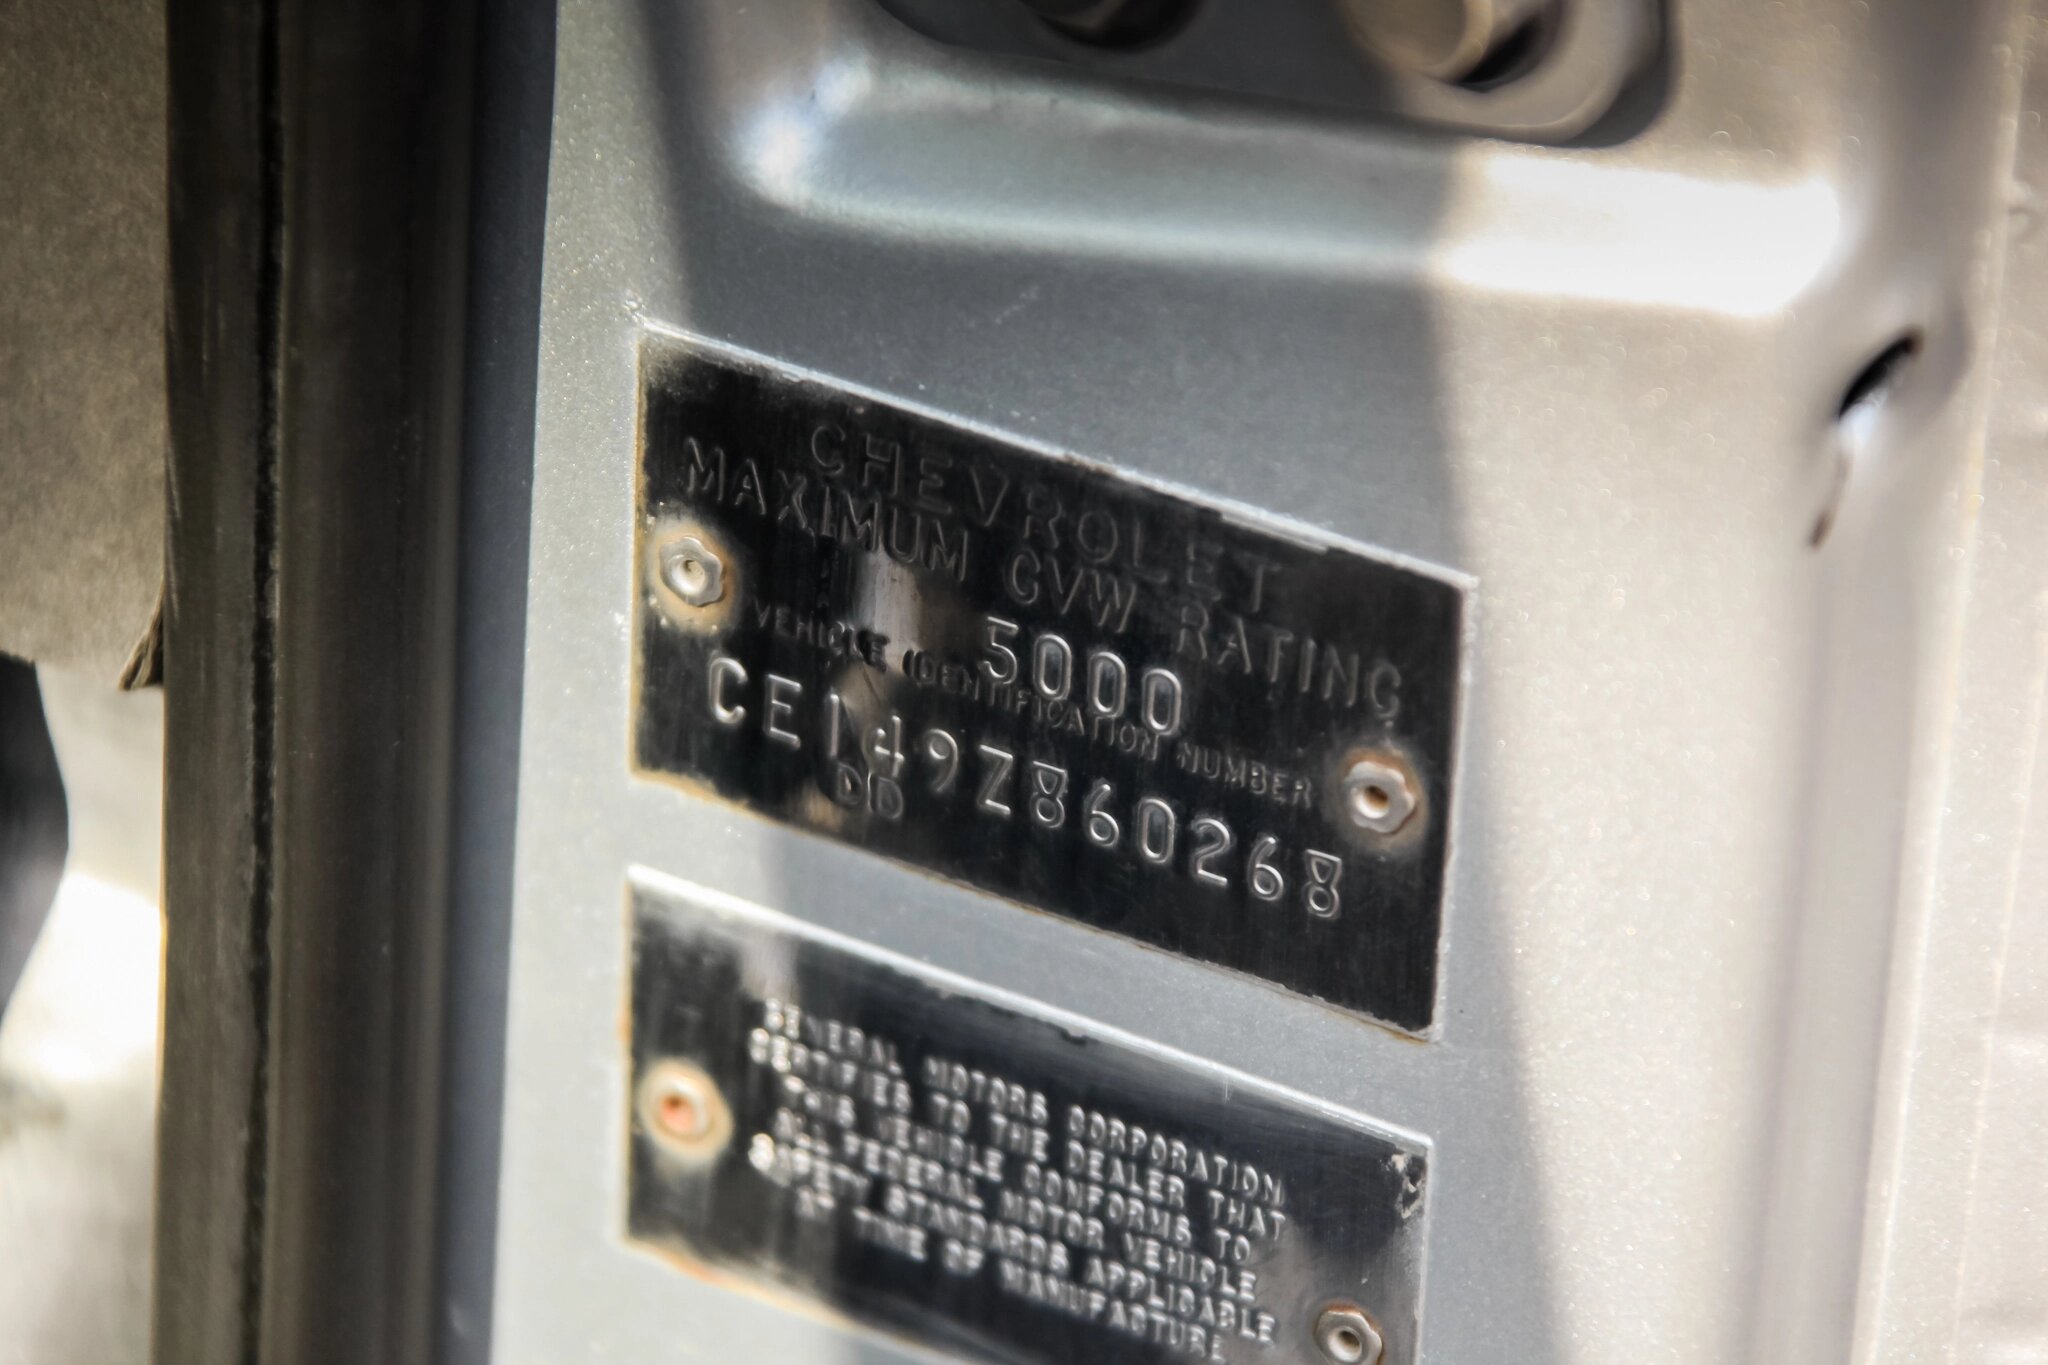 CHEVROLET
MAXIMUM GVW RATING
5000
VEHICLE IDENTIFICATION NUMBER
CE149Z860268
DD
GENERAL MOTORS CORPORATION
CERTIFIES TO THE DEALER THAT
THIS VEHICLE CONFORMS TO
ALL FEDERAL MOTOR VEHICLE
SAFETY STANDARDS APPLICABLE
AT TIME OF MANUFACTURE